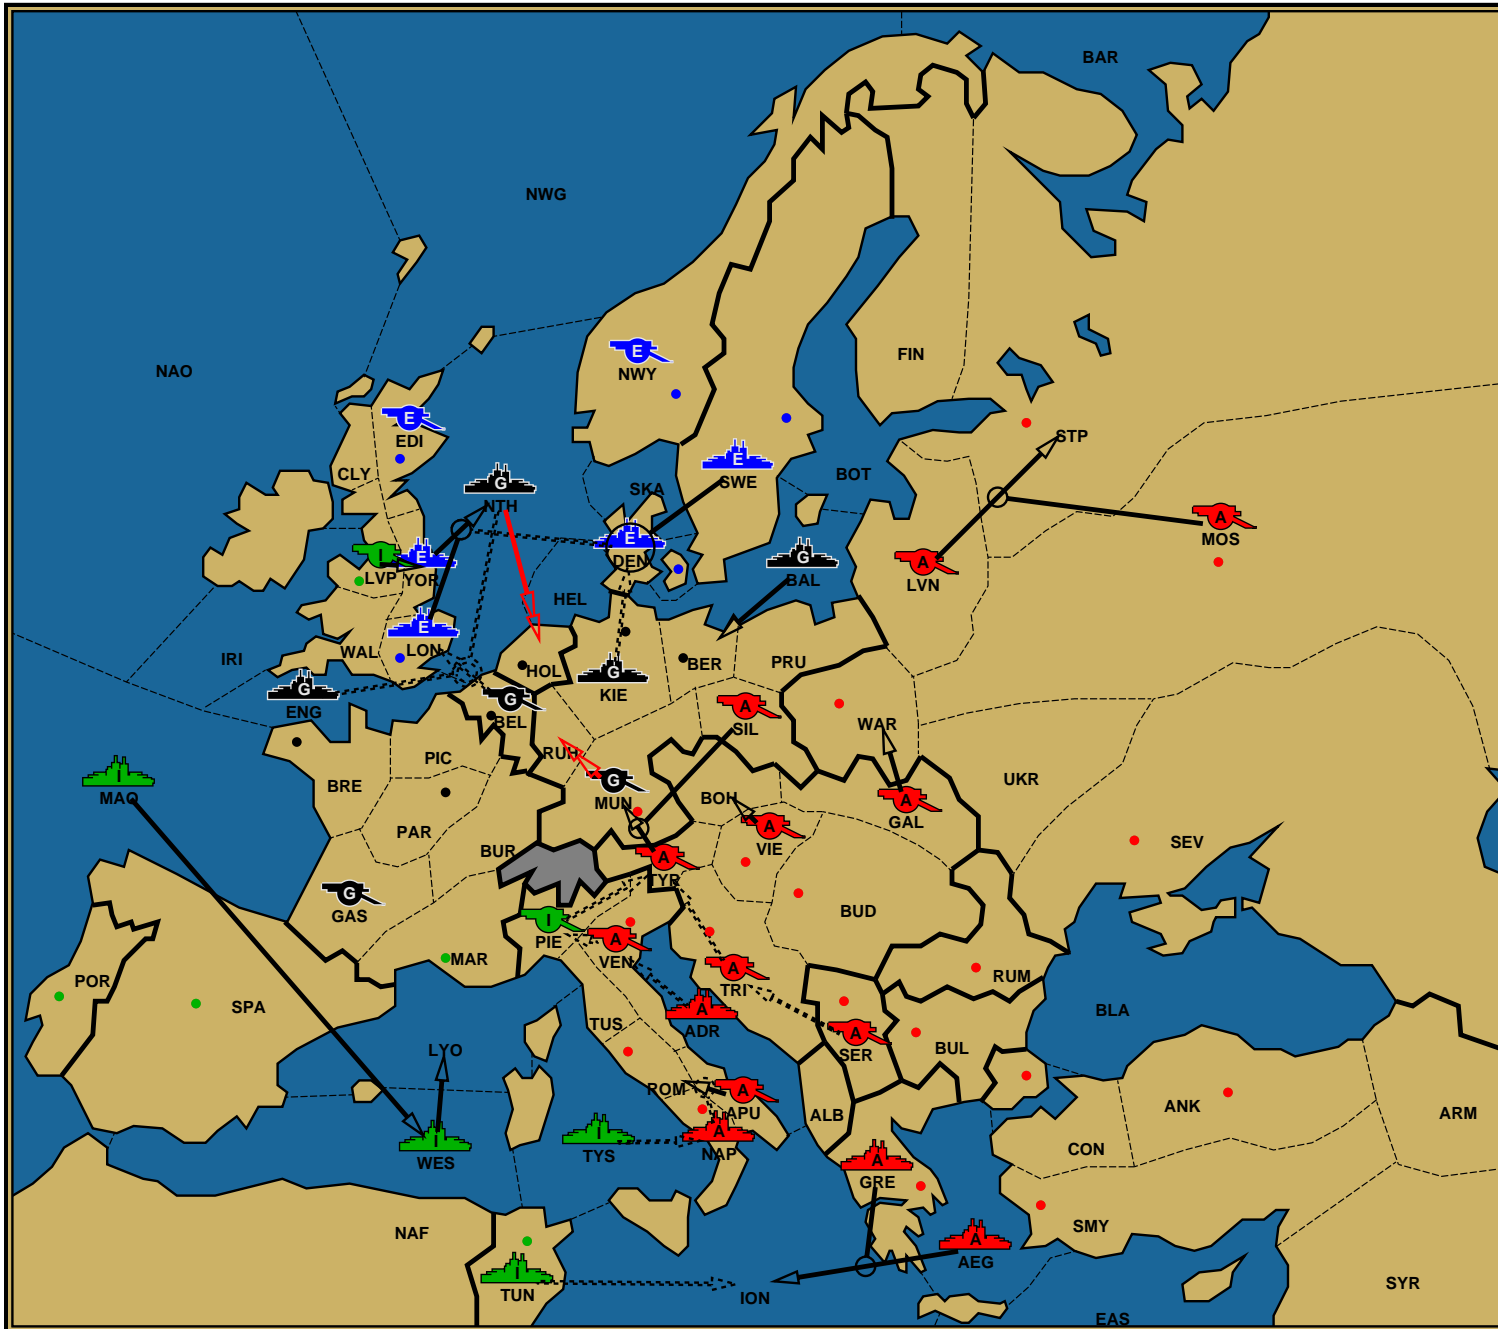 BAR
NWG
NAO
FIN
E
NWY
E
EDI
STP
CLY
E
SWE
BOT
SKA
G
NTH
A
MOS
E
DEN
G
BAL
I
LVP
E
YOR
A
LVN
HEL
E
LON
WAL
IRI
HOL
G
KIE
BER
PRU
G
ENG
G
BEL
A
SIL
WAR
RUH
PIC
BRE
UKR
I
MAO
G
MUN
BOH
A
GAL
PAR
A
VIE
SEV
BUR
A
TYR
G
GAS
BUD
I
PIE
A
VEN
MAR
A
TRI
RUM
POR
SPA
A
ADR
BLA
TUS
A
SER
BUL
LYO
ROM
A
APU
ALB
ANK
ARM
I
WES
I
TYS
A
NAP
CON
A
GRE
SMY
NAF
A
AEG
I
TUN
ION
SYR
EAS